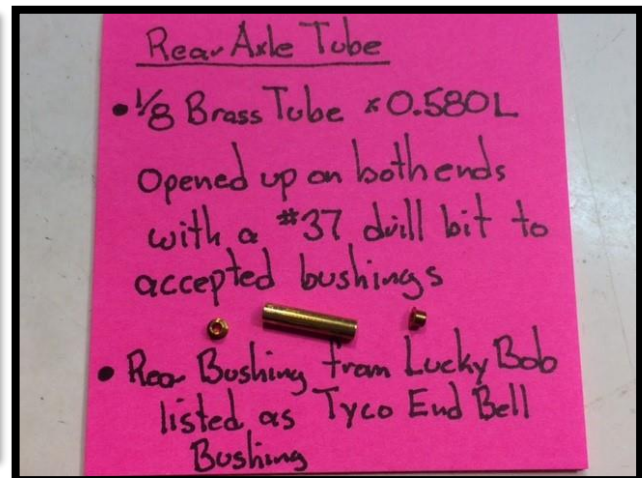 Rear Axle Tube
• 1/8 Brass Tube x 0.580L
Opened up on both ends
with a #37 drill bit to
accepted bushings
• Rear Bushing from Lucky Bob
listed as Tyco End Bell
Bushing